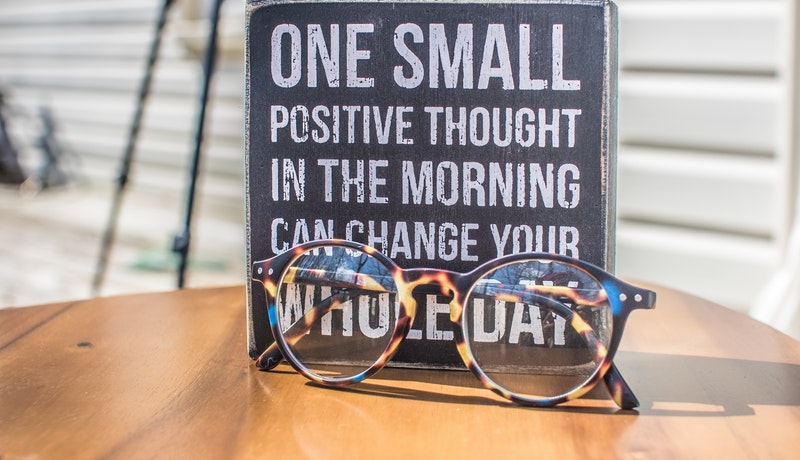 ONE SMALL
POSITIVE THOUGHT
IN THE MORNING
CAN CHANGE YOUR
WHOLE DAY